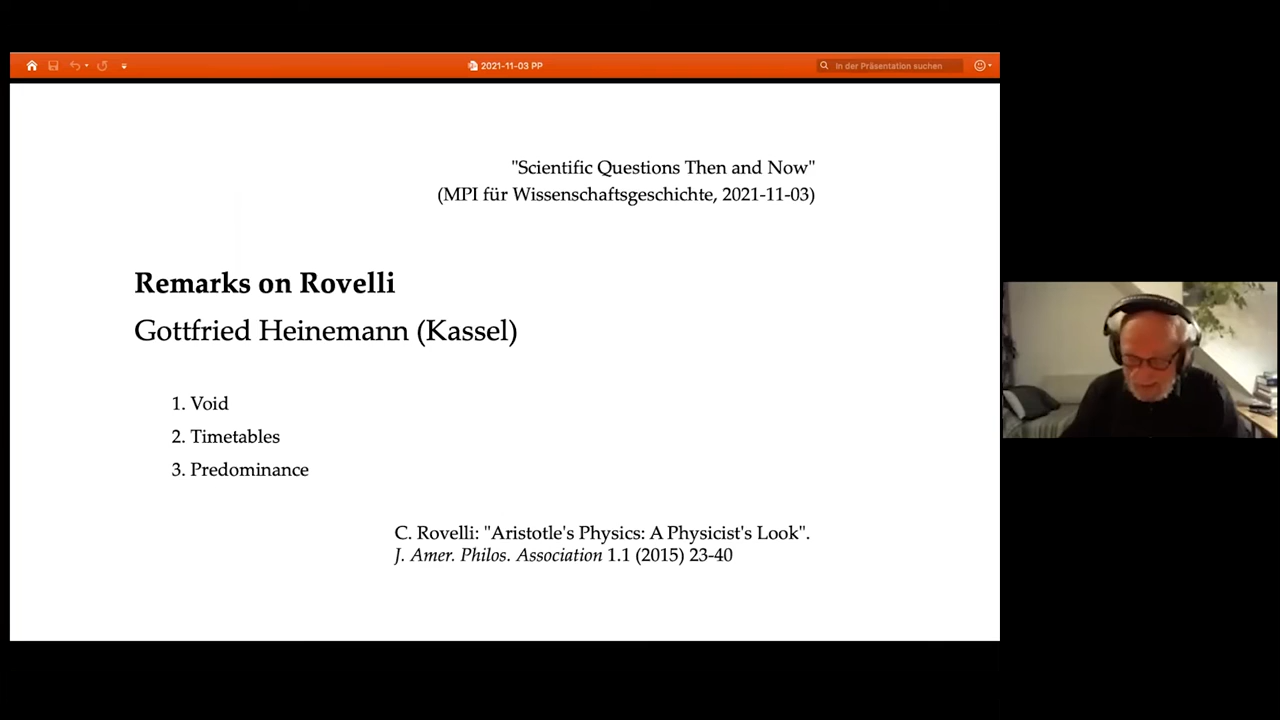 2021-11-03 PP
In der Präsentation suchen
"Scientific Questions Then and Now"
(MPI für Wissenschaftsgeschichte, 2021-11-03)
Remarks on Rovelli
Gottfried Heinemann (Kassel)
1. Void
2. Timetables
3. Predominance
C. Rovelli: "Aristotle's Physics: A Physicist's Look".
J. Amer. Philos. Association 1.1 (2015) 23-40